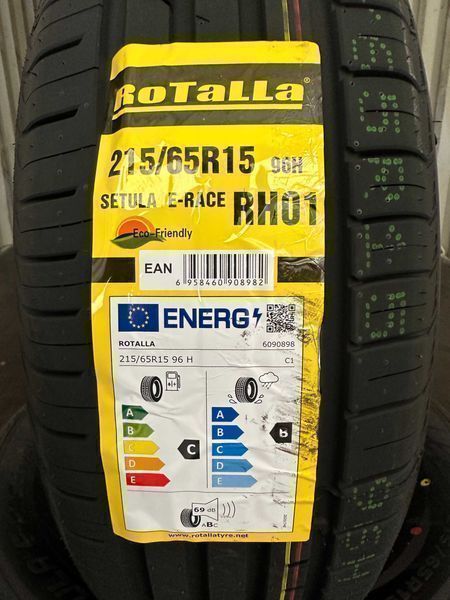 RoTaLLa®
215/65R15 96H
SETULA E-RACE RH01
Eco-Friendly
EAN
6 958460 908982
ENERG
ROTALLA 6090898
215/65R15 96 H C1
A A
B B
C C C B
D D
E E
69 dB
ABC
www.rotallatyre.net